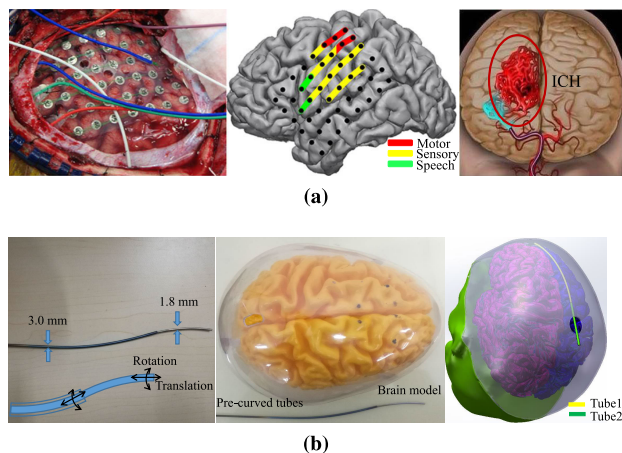 ICH
Motor
Sensory
Speech
(a)
3.0 mm
1.8 mm
Rotation
Translation
Pre-curved tubes
Brain model
Tube1
Tube2
(b)